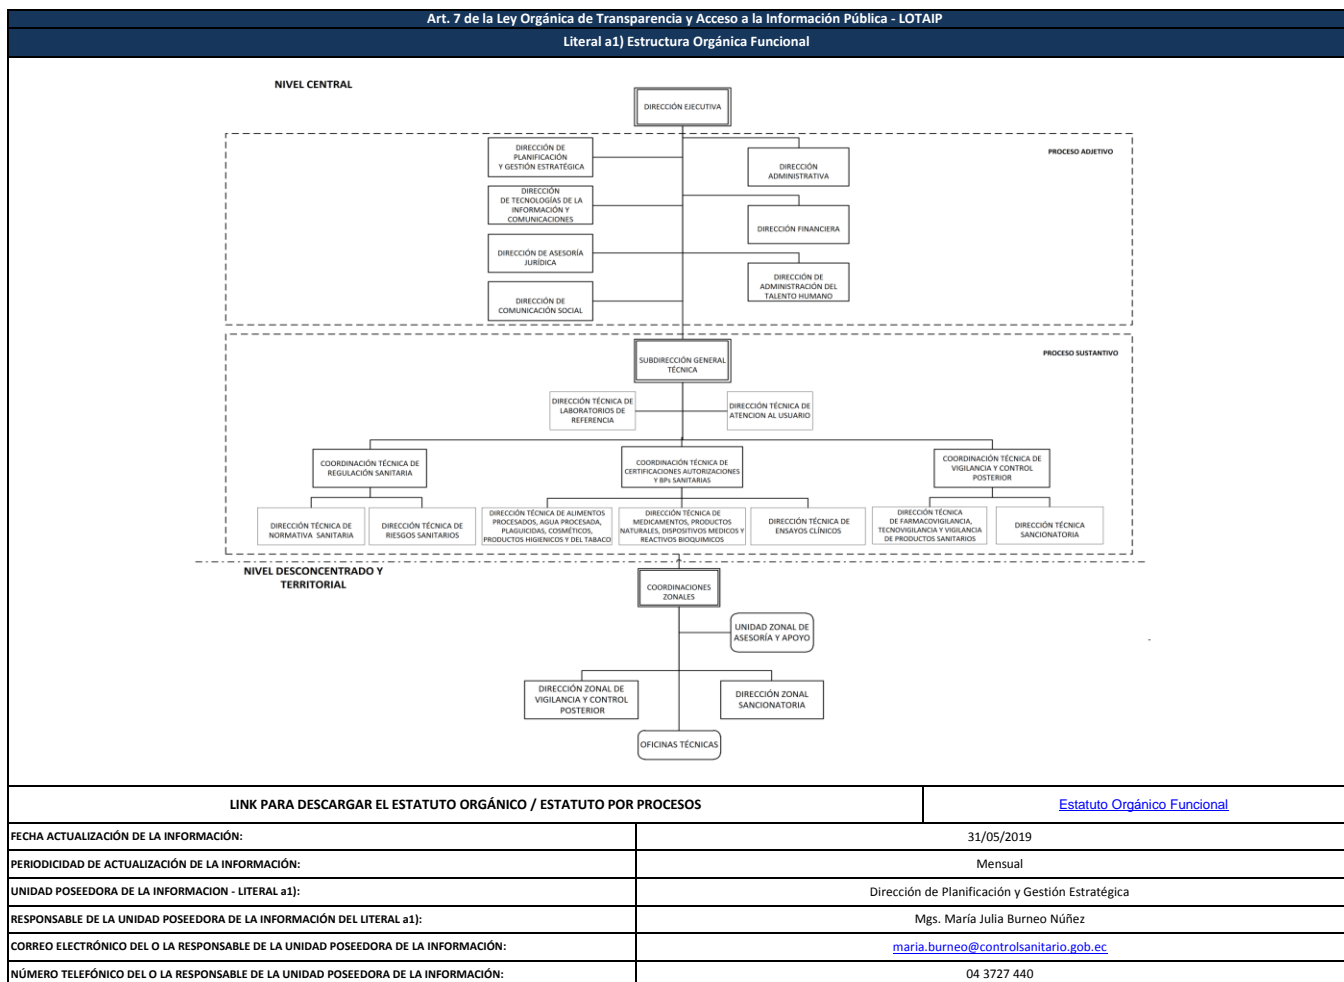 Art. 7 de la Ley Orgánica de Transparencia y Acceso a la Información Pública - LOTAIP
Literal a1) Estructura Orgánica Funcional
NIVEL CENTRAL
DIRECCIÓN EJECUTIVA
PROCESO ADJETIVO
DIRECCIÓN DE
PLANIFICACIÓN
Y GESTIÓN ESTRATÉGICA
DIRECCIÓN
ADMINISTRATIVA
DIRECCIÓN
DE TECNOLOGÍAS DE LA
INFORMACIÓN Y
COMUNICACIONES
DIRECCIÓN FINANCIERA
DIRECCIÓN DE ASESORÍA
JURÍDICA
DIRECCIÓN DE
ADMINISTRACIÓN DEL
TALENTO HUMANO
DIRECCIÓN DE
COMUNICACIÓN SOCIAL
PROCESO SUSTANTIVO
SUBDIRECCIÓN GENERAL
TÉCNICA
DIRECCIÓN TÉCNICA DE
LABORATORIOS DE
REFERENCIA
DIRECCIÓN TÉCNICA DE
ATENCION AL USUARIO
COORDINACIÓN TÉCNICA DE
REGULACIÓN SANITARIA
COORDINACIÓN TÉCNICA DE
CERTIFICACIONES AUTORIZACIONES
Y BPs SANITARIAS
COORDINACIÓN TÉCNICA DE
VIGILANCIA Y CONTROL
POSTERIOR
DIRECCIÓN TÉCNICA DE
NORMATIVA SANITARIA
DIRECCIÓN TÉCNICA DE
RIESGOS SANITARIOS
DIRECCIÓN TÉCNICA DE ALIMENTOS
PROCESADOS, AGUA PROCESADA,
PLAGUICIDAS, COSMÉTICOS,
PRODUCTOS HIGIENICOS Y DEL TABACO
DIRECCIÓN TÉCNICA DE
MEDICAMENTOS, PRODUCTOS
NATURALES, DISPOSITIVOS MEDICOS Y
REACTIVOS BIOQUIMICOS
DIRECCIÓN TÉCNICA DE
ENSAYOS CLÍNICOS
DIRECCIÓN TÉCNICA
DE FARMACOVIGILANCIA,
TECNOVIGILANCIA Y VIGILANCIA
DE PRODUCTOS SANITARIOS
DIRECCIÓN TÉCNICA
SANCIONATORIA
NIVEL DESCONCENTRADO Y
TERRITORIAL
COORDINACIONES
ZONALES
UNIDAD ZONAL DE
ASESORÍA Y APOYO
DIRECCIÓN ZONAL DE
VIGILANCIA Y CONTROL
POSTERIOR
DIRECCIÓN ZONAL
SANCIONATORIA
OFICINAS TÉCNICAS
LINK PARA DESCARGAR EL ESTATUTO ORGÁNICO / ESTATUTO POR PROCESOS
Estatuto Orgánico Funcional
FECHA ACTUALIZACIÓN DE LA INFORMACIÓN:
31/05/2019
PERIODICIDAD DE ACTUALIZACIÓN DE LA INFORMACIÓN:
Mensual
UNIDAD POSEEDORA DE LA INFORMACION - LITERAL a1):
Dirección de Planificación y Gestión Estratégica
RESPONSABLE DE LA UNIDAD POSEEDORA DE LA INFORMACIÓN DEL LITERAL a1):
Mgs. María Julia Burneo Núñez
CORREO ELECTRÓNICO DEL O LA RESPONSABLE DE LA UNIDAD POSEEDORA DE LA INFORMACIÓN:
maria.burneo@controlsanitario.gob.ec
NÚMERO TELEFÓNICO DEL O LA RESPONSABLE DE LA UNIDAD POSEEDORA DE LA INFORMACIÓN:
04 3727 440